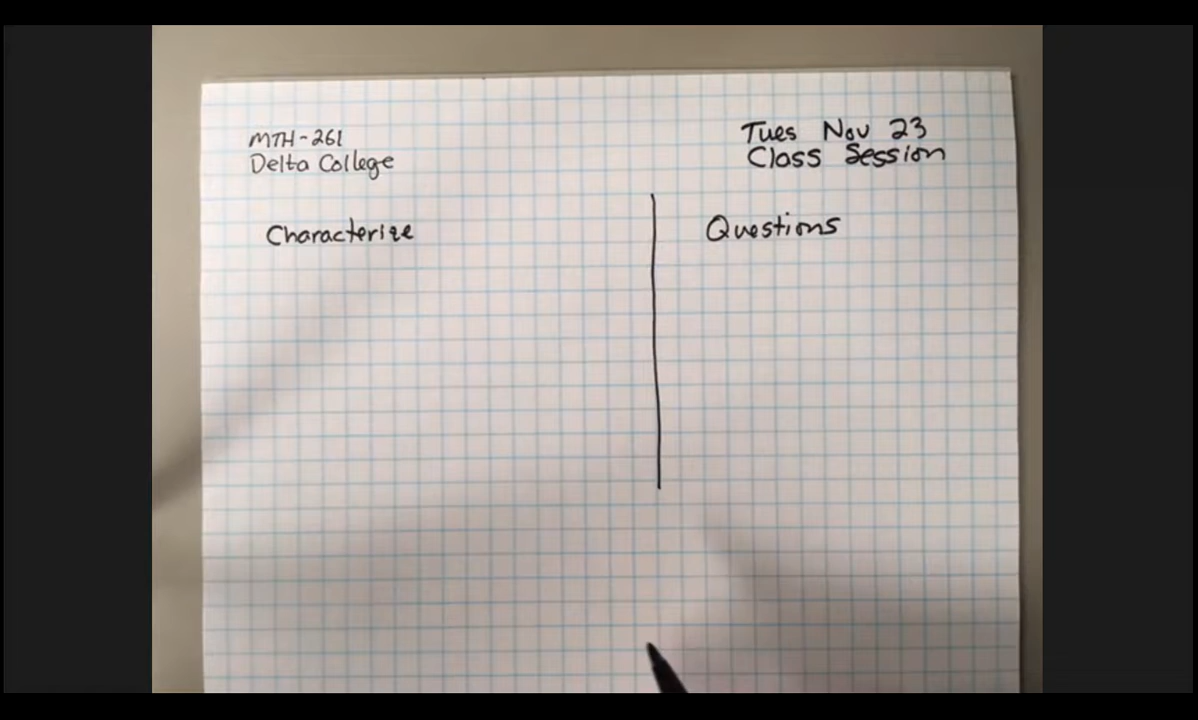 MTH-261
Delta College
Tues Nov 23
Class Session
Characterize
Questions